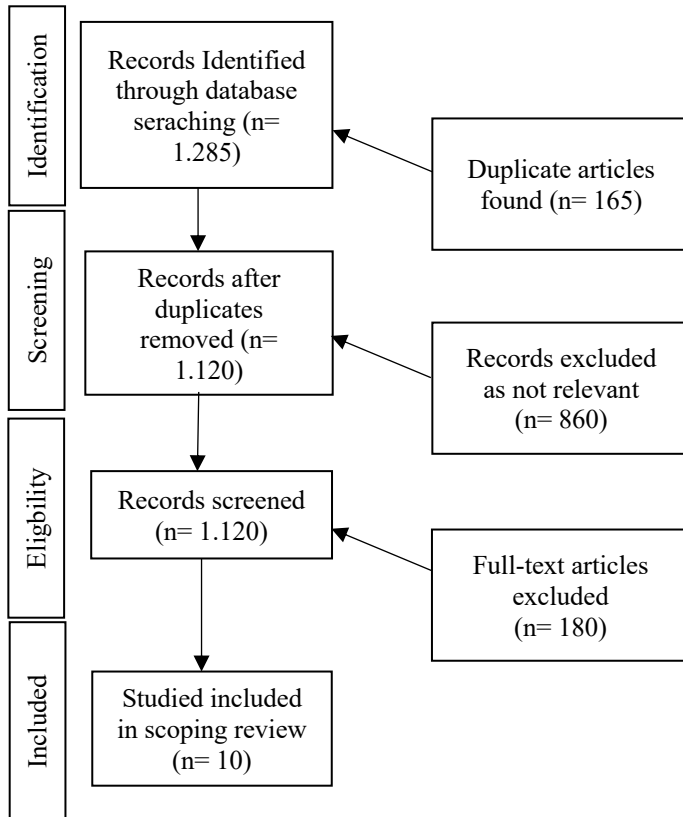 Identification
Records Identified
through database
seraching (n=
1.285)
Duplicate articles
found (n= 165)
Screening
Records after
duplicates
removed (n=
1.120)
Records excluded
as not relevant
(n= 860)
Eligbility
Records screened
(n= 1.120)
Full-text articles
excluded
(n= 180)
Included
Studied included
in scoping review
(n= 10)